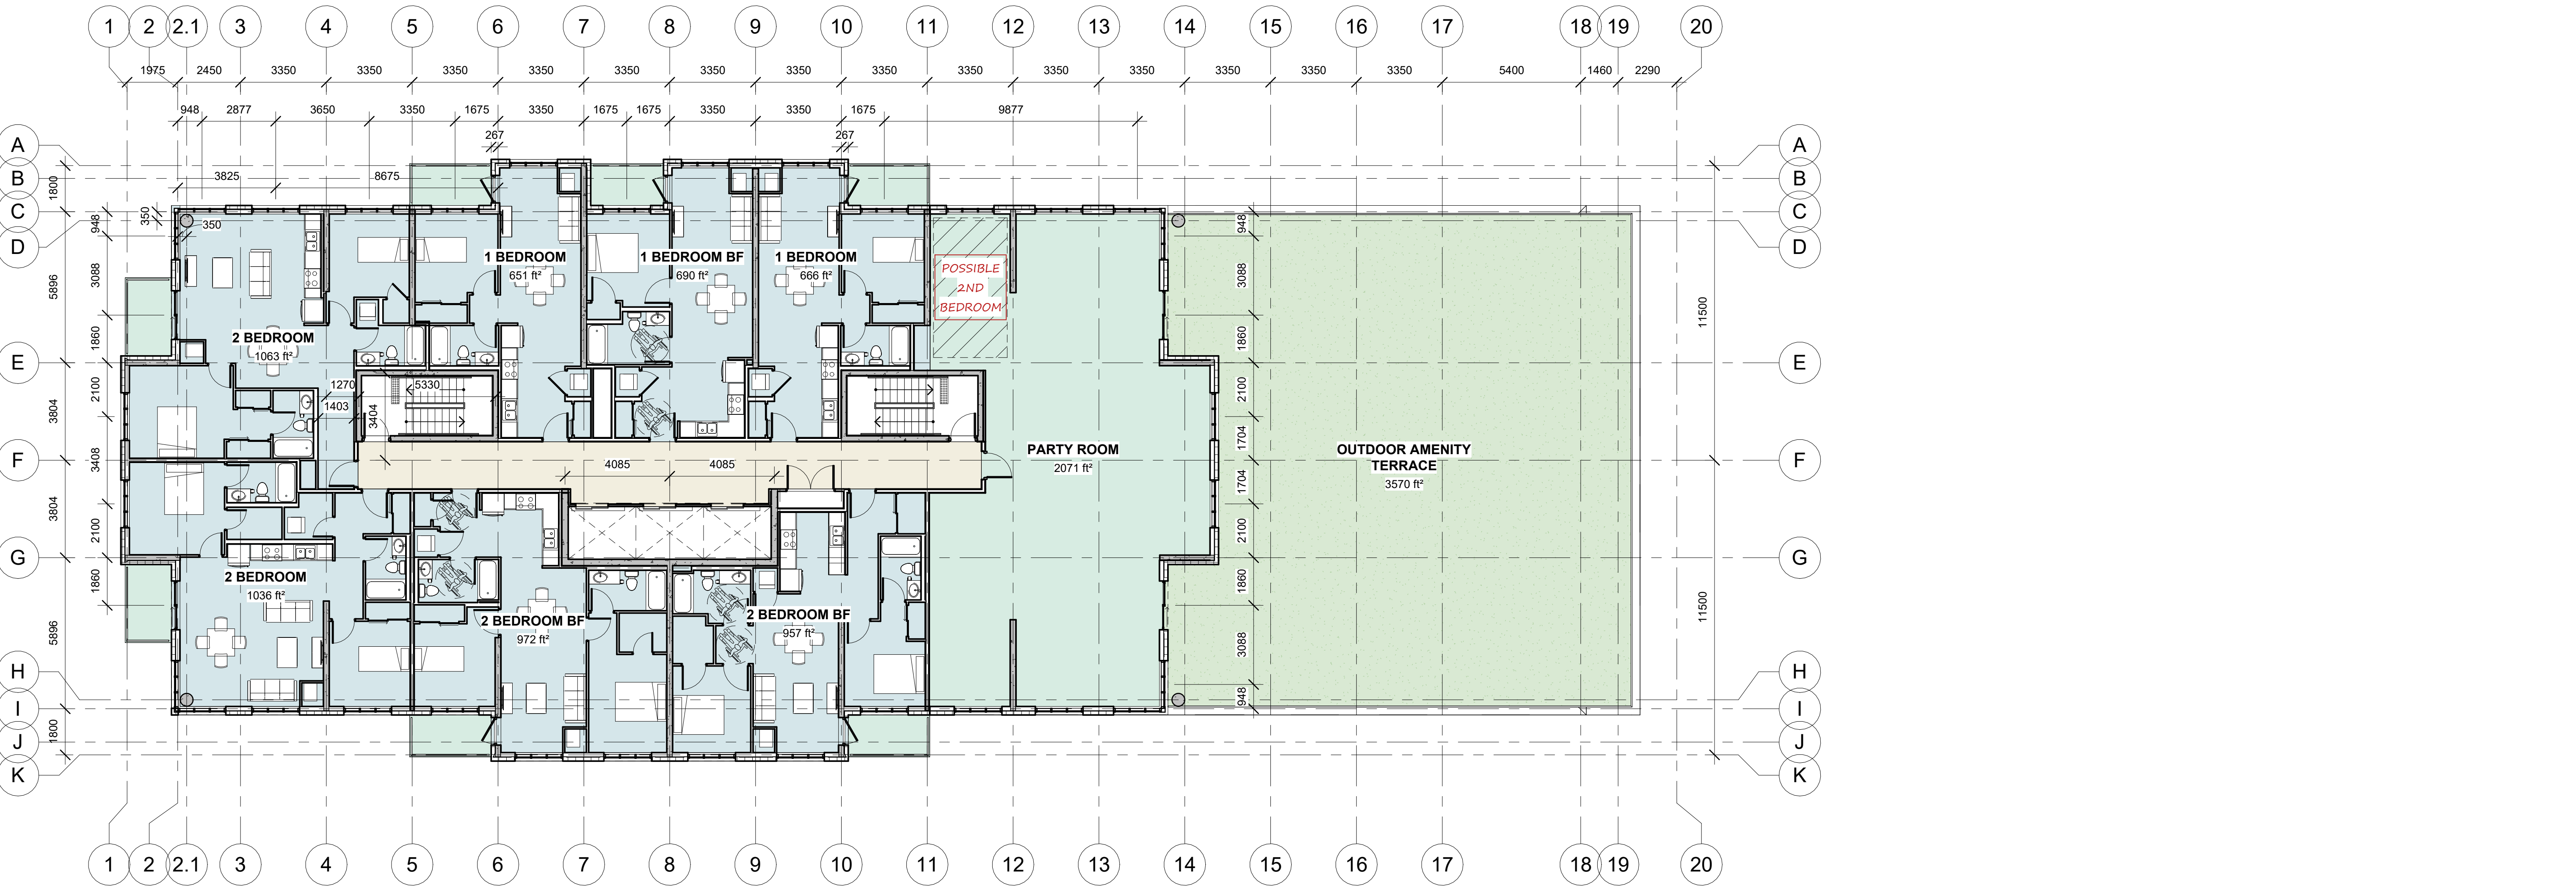 1 2 2.1 3 4 5 6 7 8 9 10 11 12 13 14 15 16 17 18 19 20
1975 2450 3350 3350 3350 3350 3350 3350 3350 3350 3350 3350 3350 3350 3350 3350 5400 1460 2290
948 2877 3650 3350 1675 3350 1675 1675 3350 3350 1675 9877
267 267
A A
B B
C C
D D
E E
F F
G G
H H
I I
J J
K K
1800
5896
3804
3408
3804
5896
1800
948
3088
1860
2100
2100
1860
350
350
3825 8675
1270 5330
1403
3404
4085 4085
2 BEDROOM
1063 ft²
1 BEDROOM
651 ft²
1 BEDROOM BF
690 ft²
1 BEDROOM
666 ft²
POSSIBLE
2ND
BEDROOM
PARTY ROOM
2071 ft²
OUTDOOR AMENITY
TERRACE
3570 ft²
2 BEDROOM
1036 ft²
2 BEDROOM BF
972 ft²
2 BEDROOM BF
957 ft²
948
3088
1860
2100
1704
1704
2100
1860
3088
948
11500
11500
1 2 2.1 3 4 5 6 7 8 9 10 11 12 13 14 15 16 17 18 19 20